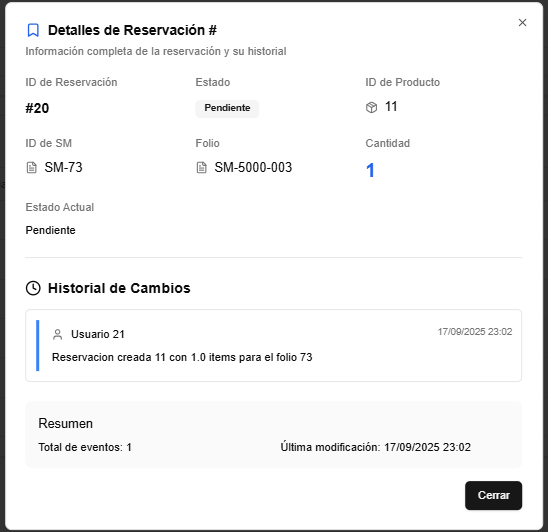 Detalles de Reservación #
Información completa de la reservación y su historial
ID de Reservación Estado ID de Producto
#20 Pendiente 11
ID de SM Folio Cantidad
SM-73 SM-5000-003 1
Estado Actual
Pendiente
Historial de Cambios
Usuario 21 17/09/2025 23:02
Reservacion creada 11 con 1.0 items para el folio 73
Resumen
Total de eventos: 1 Última modificación: 17/09/2025 23:02
Cerrar